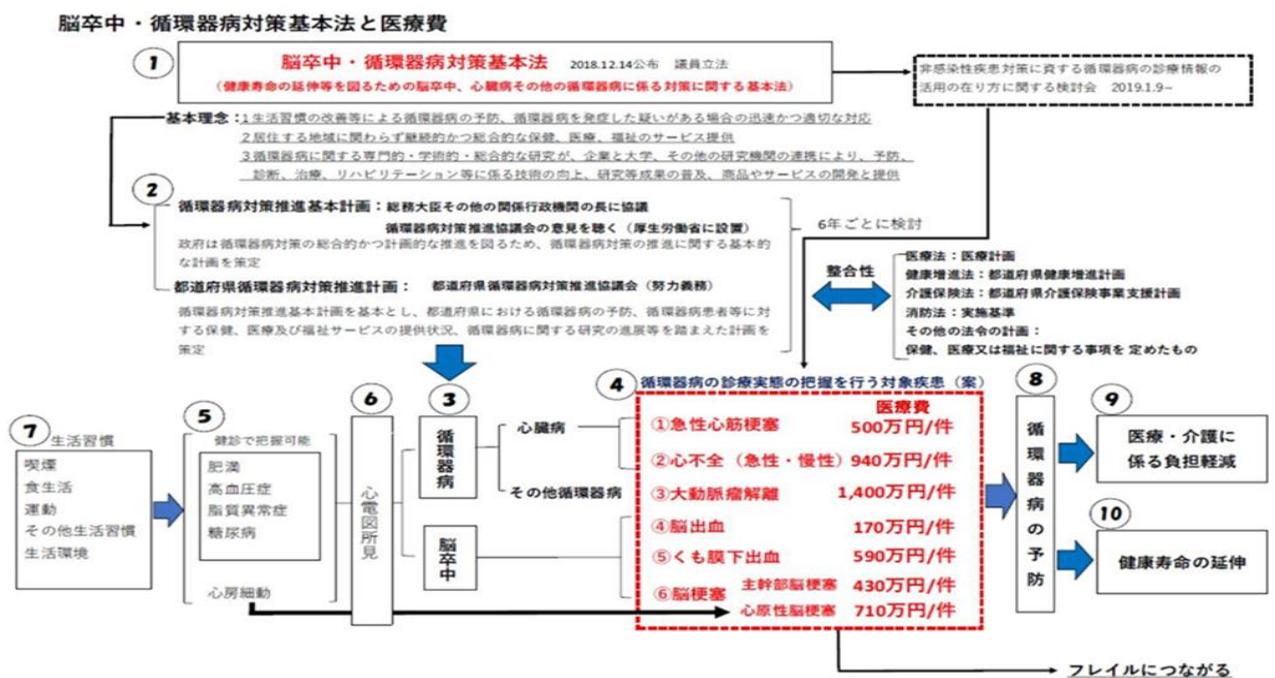 脳卒中・循環器病対策基本法と医療費
①
脳卒中・循環器病対策基本法 2018.12.14公布 議員立法
（健康寿命の延伸等を図るための脳卒中、心臓病その他の循環器病に係る対策に関する基本法）
非感染性疾患対策に資する循環器病の診療情報の
活用の在り方に関する検討会 2019.1.9~
基本理念：1生活習慣の改善等による循環器病の予防、循環器病を発症した疑いがある場合の迅速かつ適切な対応
2居住する地域に関わらず継続的かつ総合的な保健、医療、福祉のサービス提供
3循環器病に関する専門的・学術的・総合的な研究が、企業と大学、その他の研究機関の連携により、予防、
診断、治療、リハビリテーション等に係る技術の向上、研究等成果の普及、商品やサービスの開発と提供
②
循環器病対策推進基本計画：総務大臣その他の関係行政機関の長に協議
循環器病対策推進協議会の意見を聴く（厚生労働省に設置）
政府は循環器病対策の総合的かつ計画的な推進を図るため、循環器病対策の推進に関する基本的
な計画を策定
都道府県循環器病対策推進計画： 都道府県循環器病対策推進協議会（努力義務）
循環器病対策推進基本計画を基本とし、都道府県における循環器病の予防、循環器病患者等に対
する保健、医療及び福祉サービスの提供状況、循環器病に関する研究の進展等を踏まえた計画を
策定
6年ごとに検討
整合性
医療法：医療計画
健康増進法：都道府県健康増進計画
介護保険法：都道府県介護保険事業支援計画
消防法：実施基準
その他の法令の計画：
保健、医療又は福祉に関する事項を 定めたもの
⑦
生活習慣
喫煙
食生活
運動
その他生活習慣
生活環境
⑤
健診で把握可能
肥満
高血圧症
脂質異常症
糖尿病
心房細動
⑥
心電図所見
③
循環器病
脳卒中
心臓病
その他循環器病
④
循環器病の診療実態の把握を行う対象疾患（案）
医療費
①急性心筋梗塞 500万円/件
②心不全（急性・慢性）940万円/件
③大動脈瘤解離 1,400万円/件
④脳出血 170万円/件
⑤くも膜下出血 590万円/件
⑥脳梗塞 主幹部脳梗塞 430万円/件
心原性脳梗塞 710万円/件
⑧
循環器病の予防
⑨
医療・介護に
係る負担軽減
⑩
健康寿命の延伸
フレイルにつながる